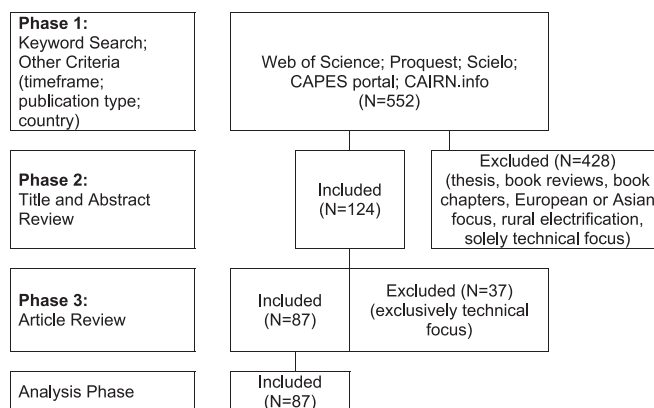 Phase 1:
Keyword Search;
Other Criteria
(timeframe;
publication type;
country)
Web of Science; Proquest; Scielo;
CAPES portal; CAIRN.info
(N=552)
Phase 2:
Title and Abstract
Review
Included
(N=124)
Excluded (N=428)
(thesis, book reviews, book
chapters, European or Asian
focus, rural electrification,
solely technical focus)
Phase 3:
Article Review
Included
(N=87)
Excluded (N=37)
(exclusively technical
focus)
Analysis Phase
Included
(N=87)